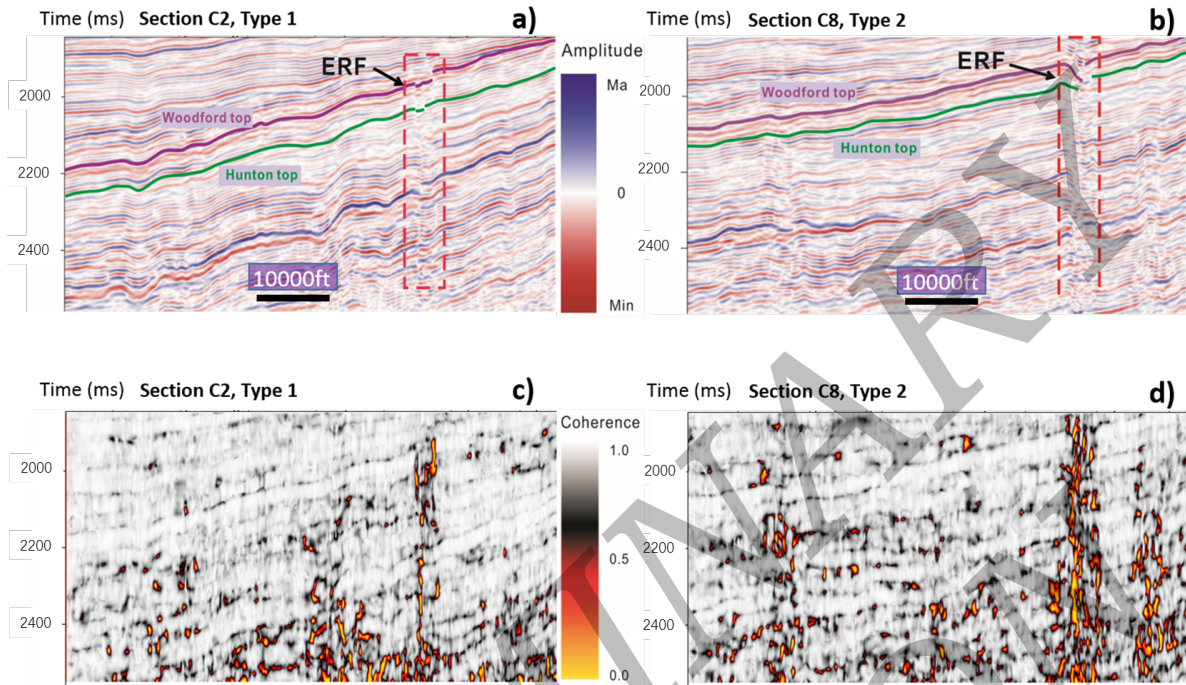 Time (ms) Section C2, Type 1 a)
ERF
Woodford top
Hunton top
2000
2200
2400
10000ft
Amplitude
Ma
0
Min
Time (ms) Section C8, Type 2 b)
ERF
Woodford top
Hunton top
2000
2200
2400
10000ft
Time (ms) Section C2, Type 1 c)
2000
2200
2400
Coherence
1.0
0.5
0.0
Time (ms) Section C8, Type 2 d)
2000
2200
2400